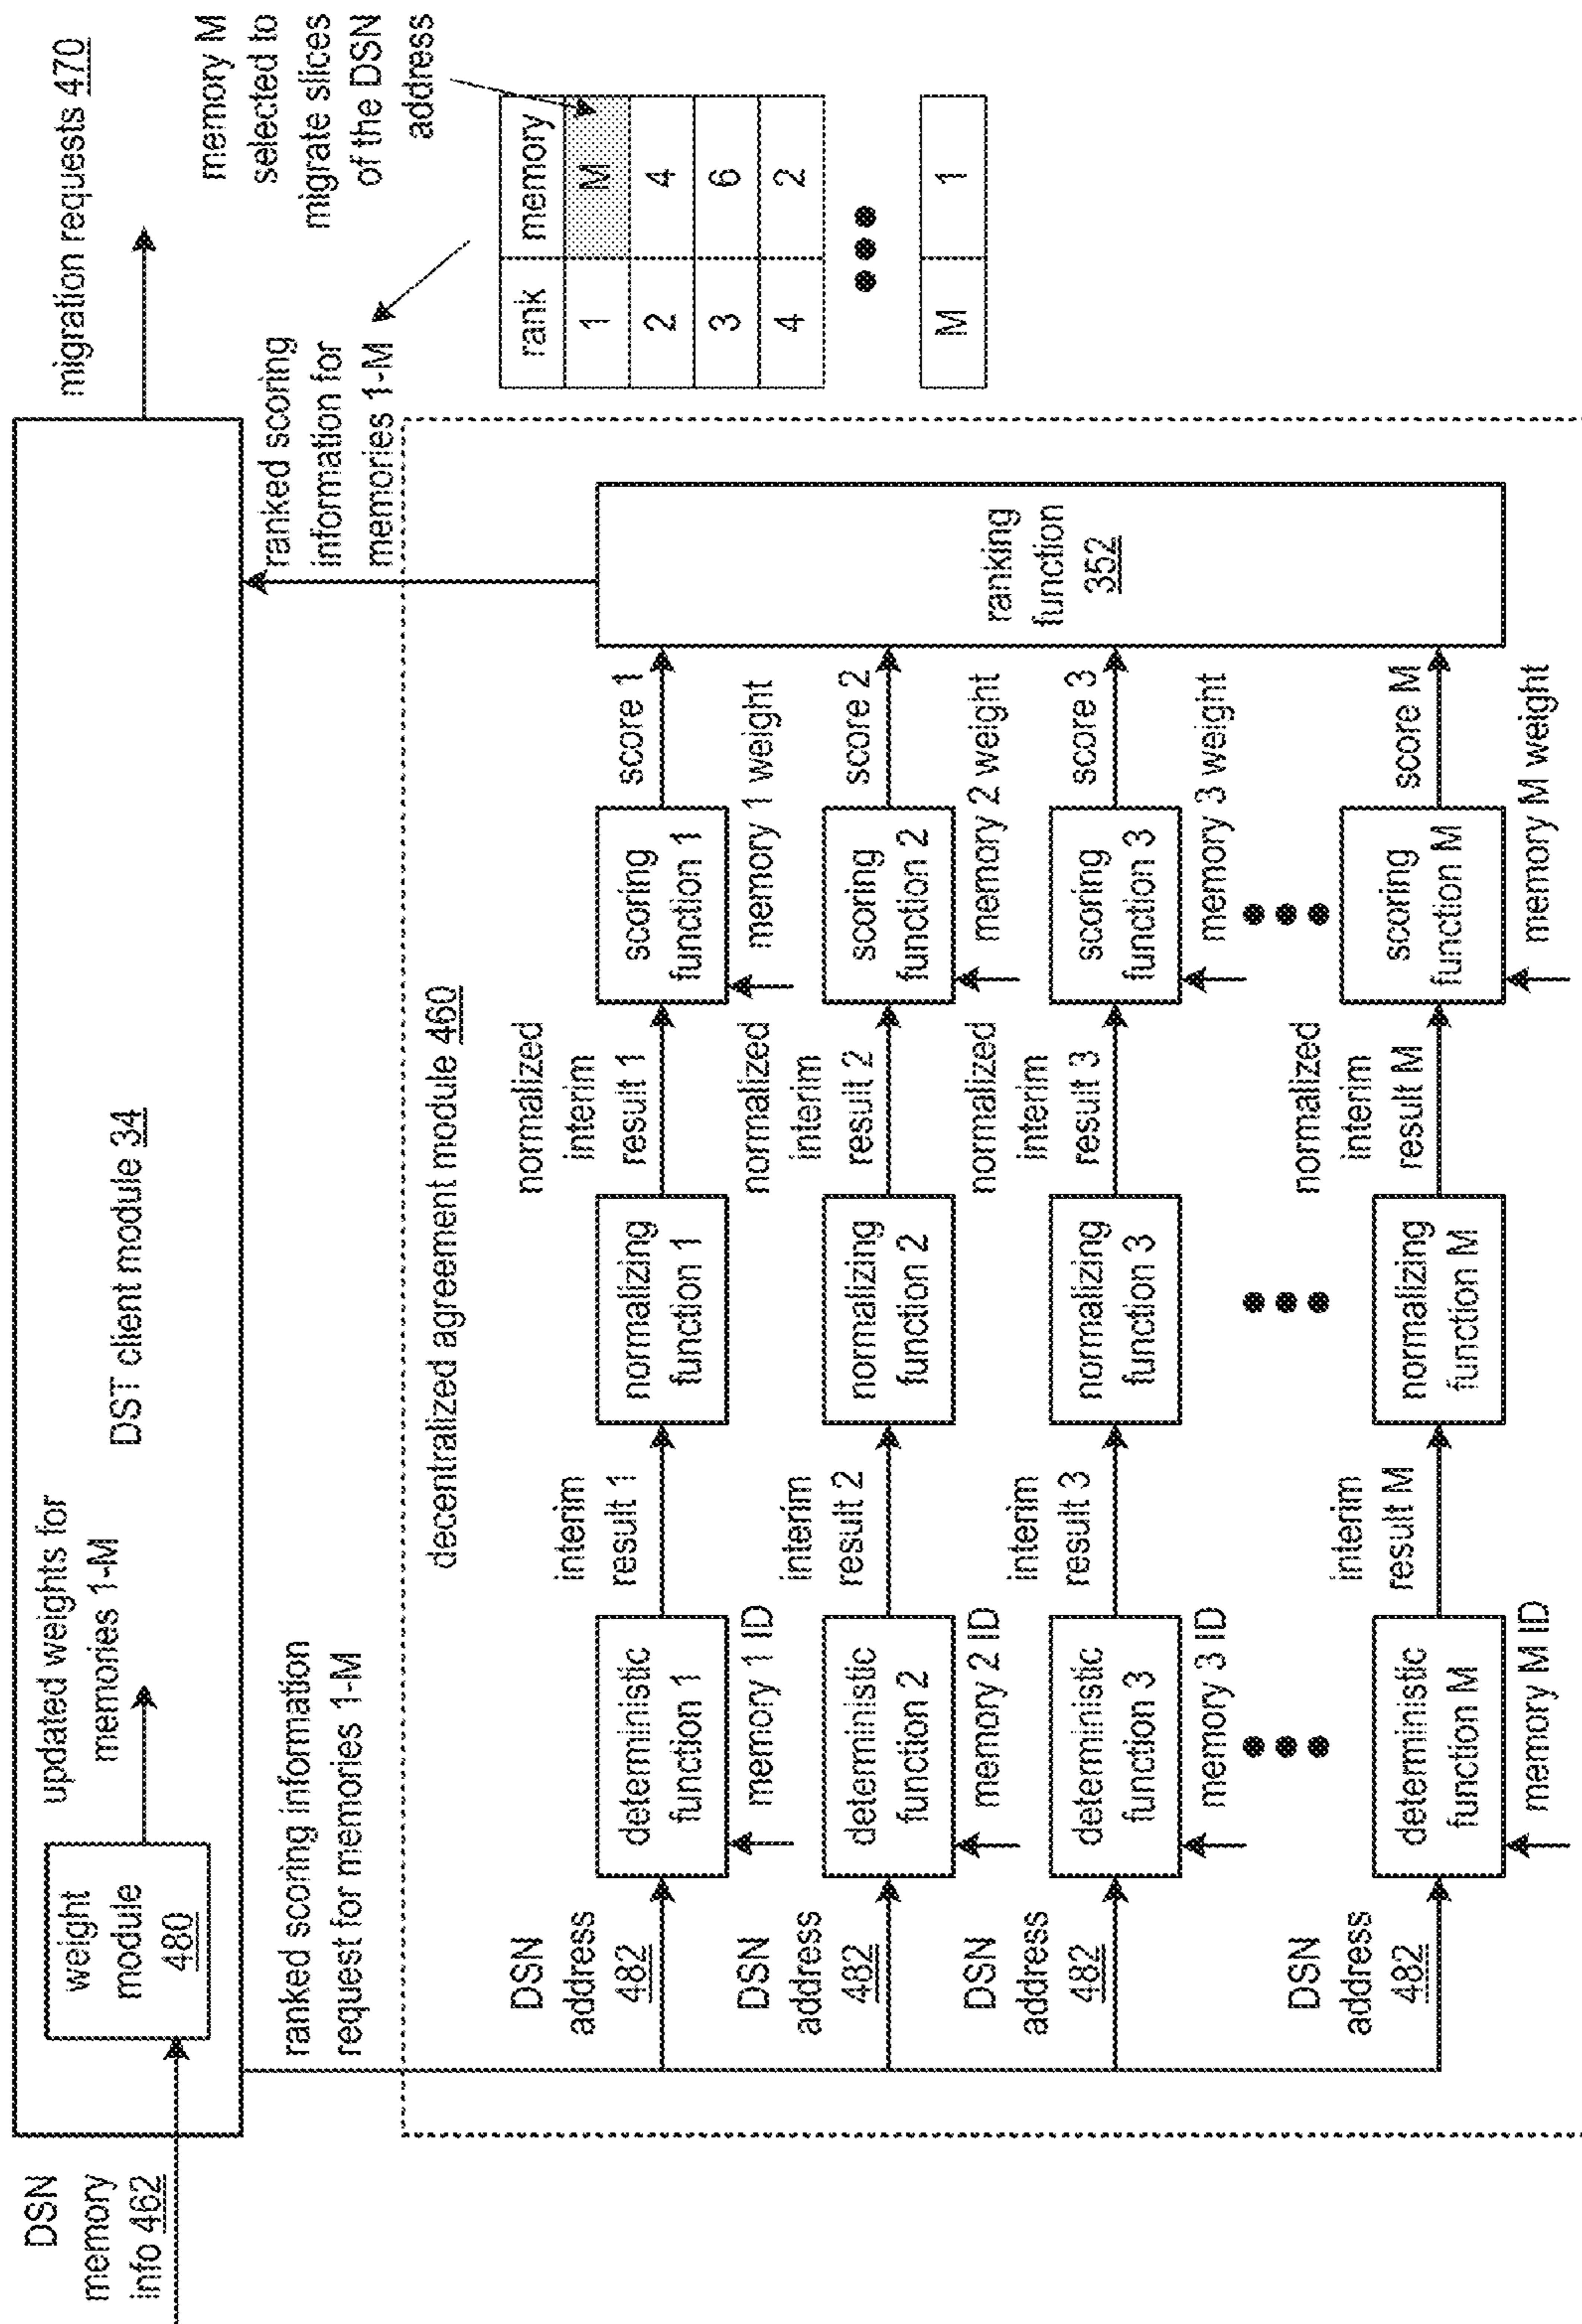 DSN
memory
info 462
weight
module
480
updated weights for
memories 1-M
DST client module 34
migration requests 470
ranked scoring information
request for memories 1-M
ranked scoring
information for
memories 1-M
memory M
selected to
migrate slices
of the DSN
address
rank memory
1 M
2 4
3 6
4 2
M 1
decentralized agreement module 460
DSN
address
482
deterministic
function 1
memory 1 ID
interim
result 1
normalizing
function 1
normalized
interim
result 1
scoring
function 1
memory 1 weight
score 1
DSN
address
482
deterministic
function 2
memory 2 ID
interim
result 2
normalizing
function 2
normalized
interim
result 2
scoring
function 2
memory 2 weight
score 2
DSN
address
482
deterministic
function 3
memory 3 ID
interim
result 3
normalizing
function 3
normalized
interim
result 3
scoring
function 3
memory 3 weight
score 3
DSN
address
482
deterministic
function M
memory M ID
interim
result M
normalizing
function M
normalized
interim
result M
scoring
function M
memory M weight
score M
ranking
function
352